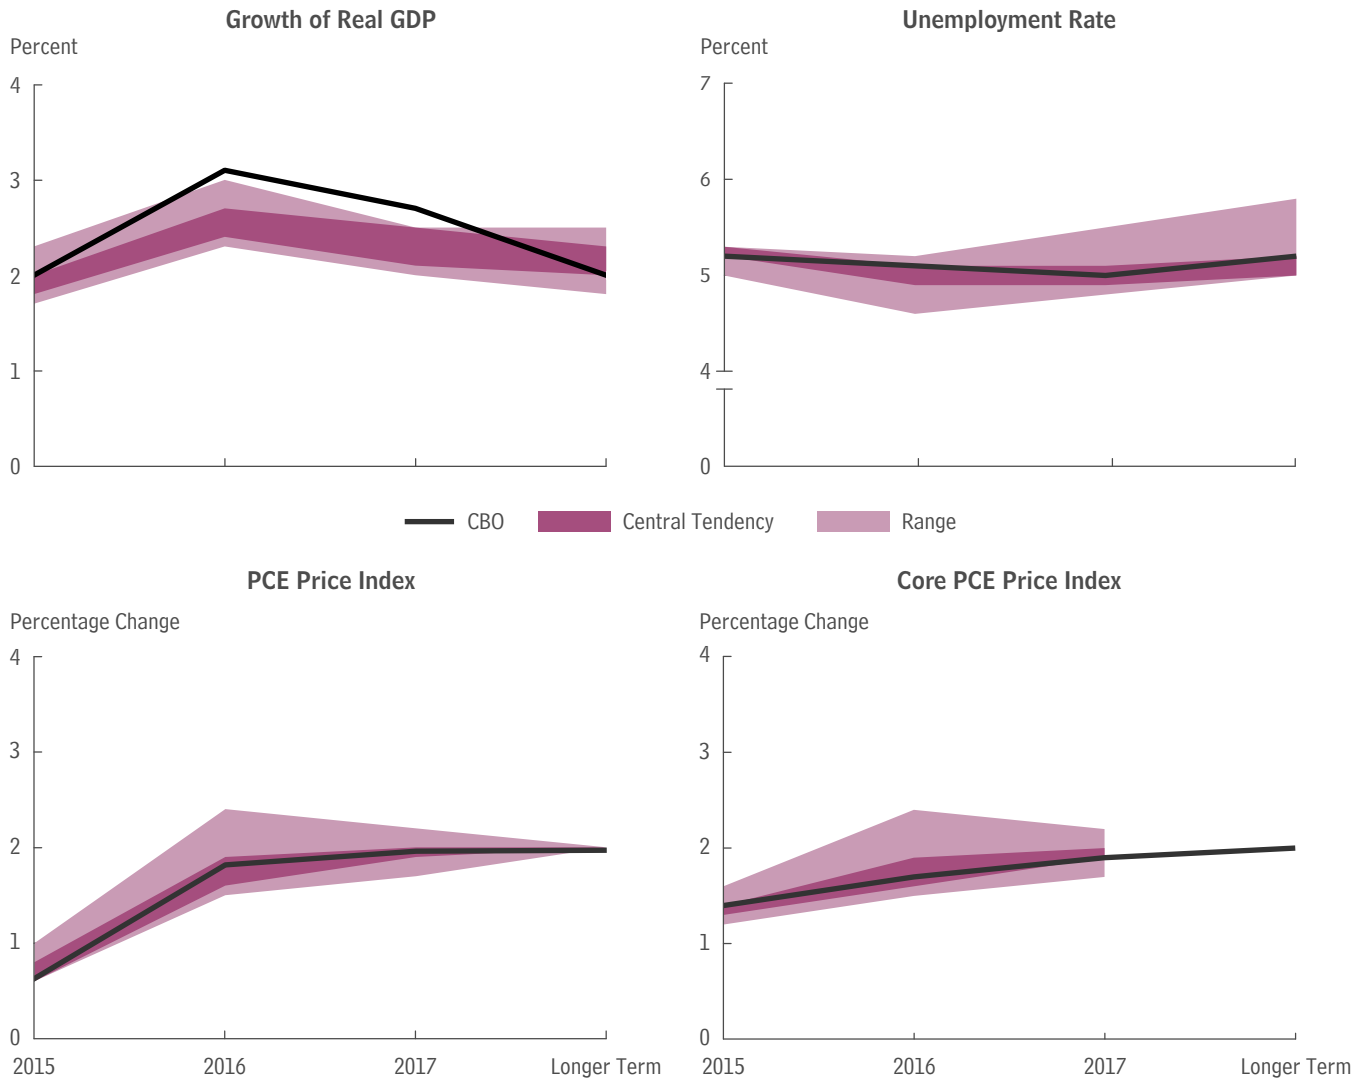 Growth of Real GDP
Percent
4
3
2
1
0
Unemployment Rate
Percent
7
6
5
4
0
CBO
Central Tendency
Range
PCE Price Index
Percentage Change
4
3
2
1
0
2015
2016
2017
Longer Term
Core PCE Price Index
Percentage Change
4
3
2
1
0
2015
2016
2017
Longer Term